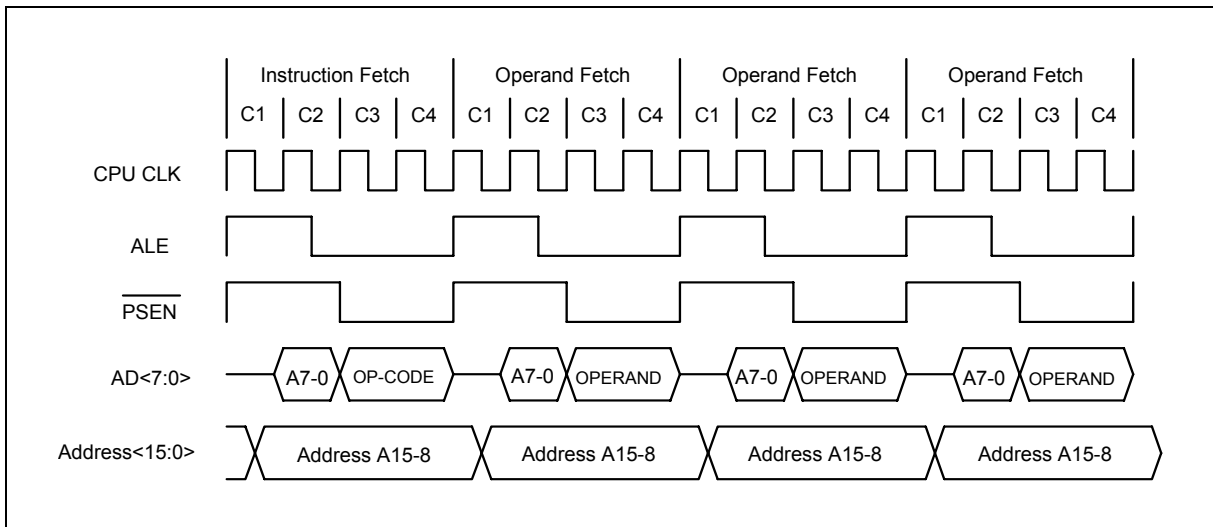 Instruction Fetch Operand Fetch Operand Fetch Operand Fetch
C1 C2 C3 C4 C1 C2 C3 C4 C1 C2 C3 C4 C1 C2 C3 C4
CPU CLK
ALE
PSEN
AD<7:0> A7-0 OP-CODE A7-0 OPERAND A7-0 OPERAND A7-0 OPERAND
Address<15:0> Address A15-8 Address A15-8 Address A15-8 Address A15-8